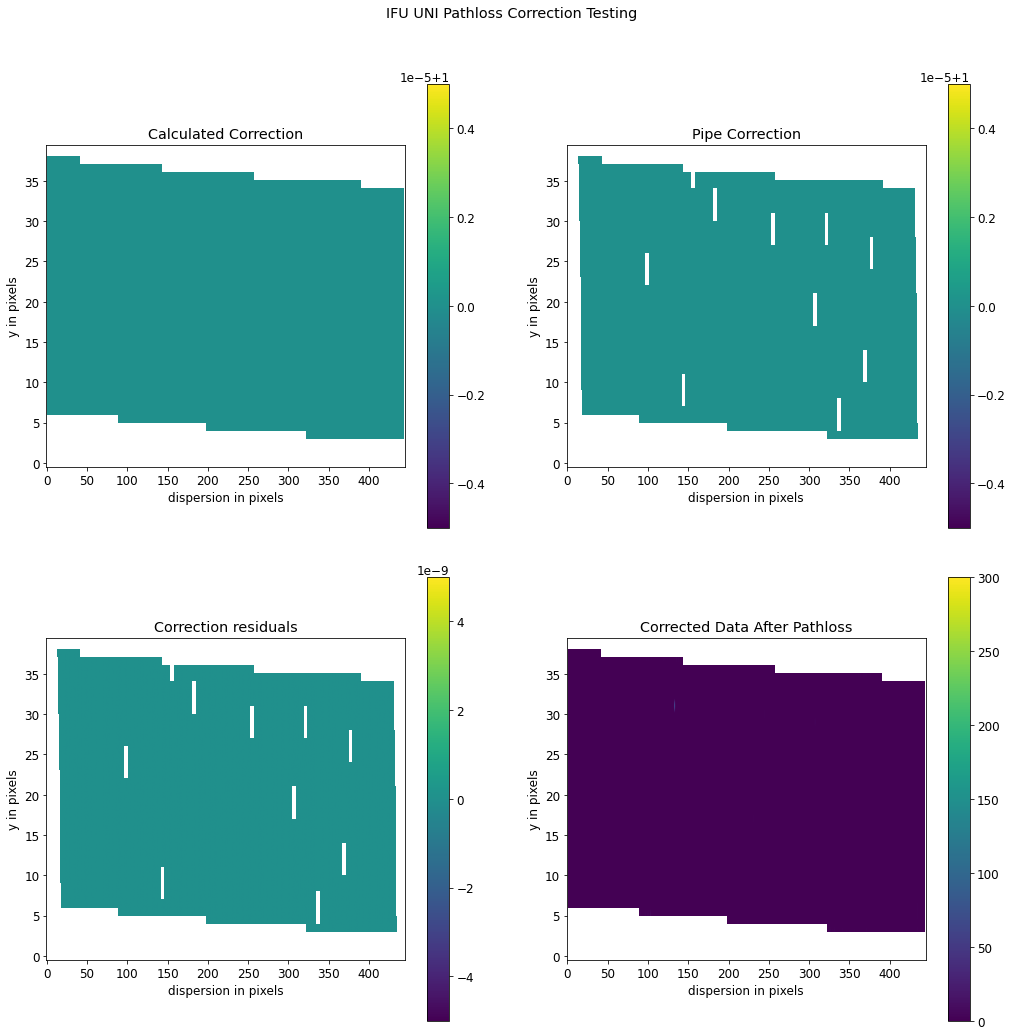 IFU UNI Pathloss Correction Testing
Calculated Correction
1e−5+1
0.4
0.2
0.0
−0.2
−0.4
35
30
25
20
15
10
5
0
y in pixels
0 50 100 150 200 250 300 350 400
dispersion in pixels
Pipe Correction
1e−5+1
0.4
0.2
0.0
−0.2
−0.4
35
30
25
20
15
10
5
0
y in pixels
0 50 100 150 200 250 300 350 400
dispersion in pixels
Correction residuals
1e−9
4
2
0
−2
−4
35
30
25
20
15
10
5
0
y in pixels
0 50 100 150 200 250 300 350 400
dispersion in pixels
Corrected Data After Pathloss
300
250
200
150
100
50
0
35
30
25
20
15
10
5
0
y in pixels
0 50 100 150 200 250 300 350 400
dispersion in pixels